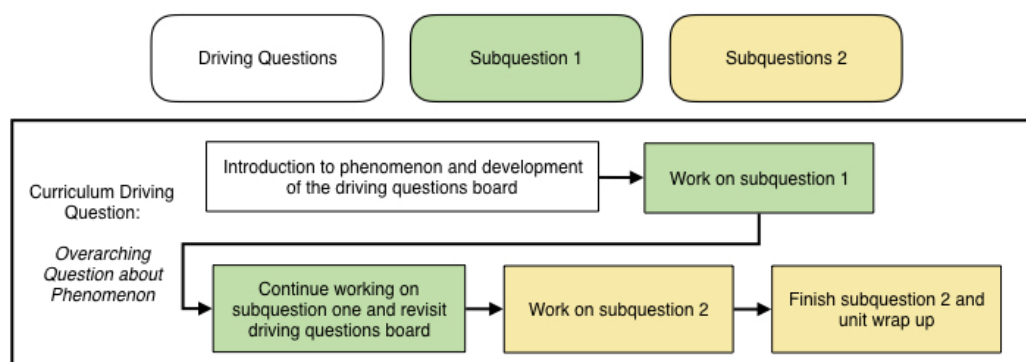 Driving Questions
Subquestion 1
Subquestions 2
Introduction to phenomenon and development
of the driving questions board
Work on subquestion 1
Curriculum Driving
Question:
Overarching
Question about
Phenomenon
Continue working on
subquestion one and revisit
driving questions board
Work on subquestion 2
Finish subquestion 2 and
unit wrap up